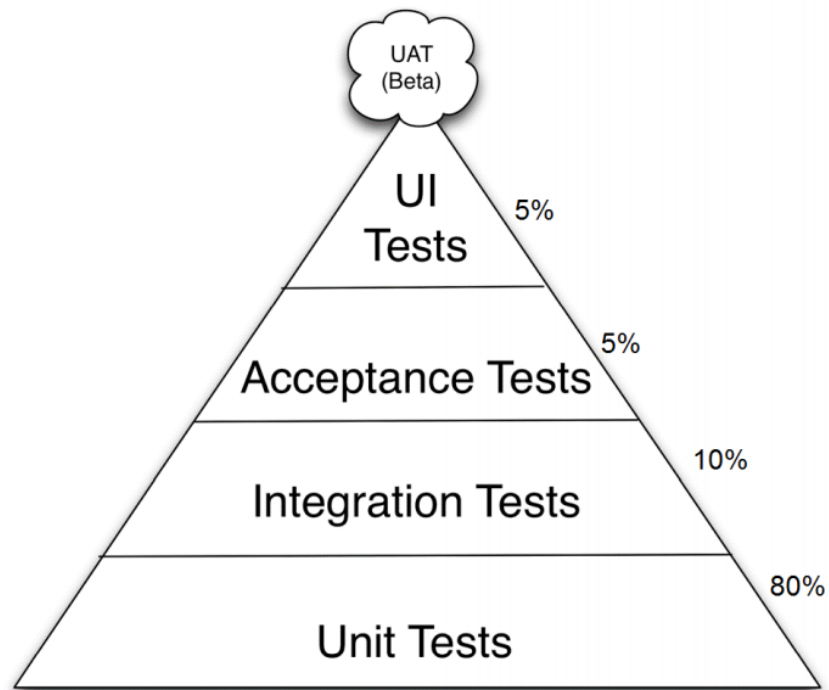 UAT
(Beta)
UI
Tests
5%
5%
Acceptance Tests
10%
Integration Tests
80%
Unit Tests